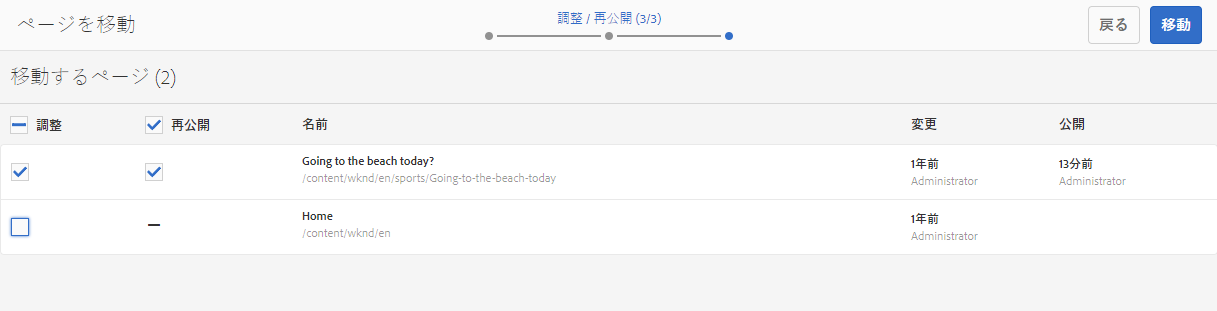 ページを移動
調整 / 再公開 (3/3)
戻る
移動
移動するページ (2)
調整 再公開 名前 変更 公開
Going to the beach today? 1年前 13分前
/content/wknd/en/sports/Going-to-the-beach-today Administrator Administrator
Home 1年前
/content/wknd/en Administrator